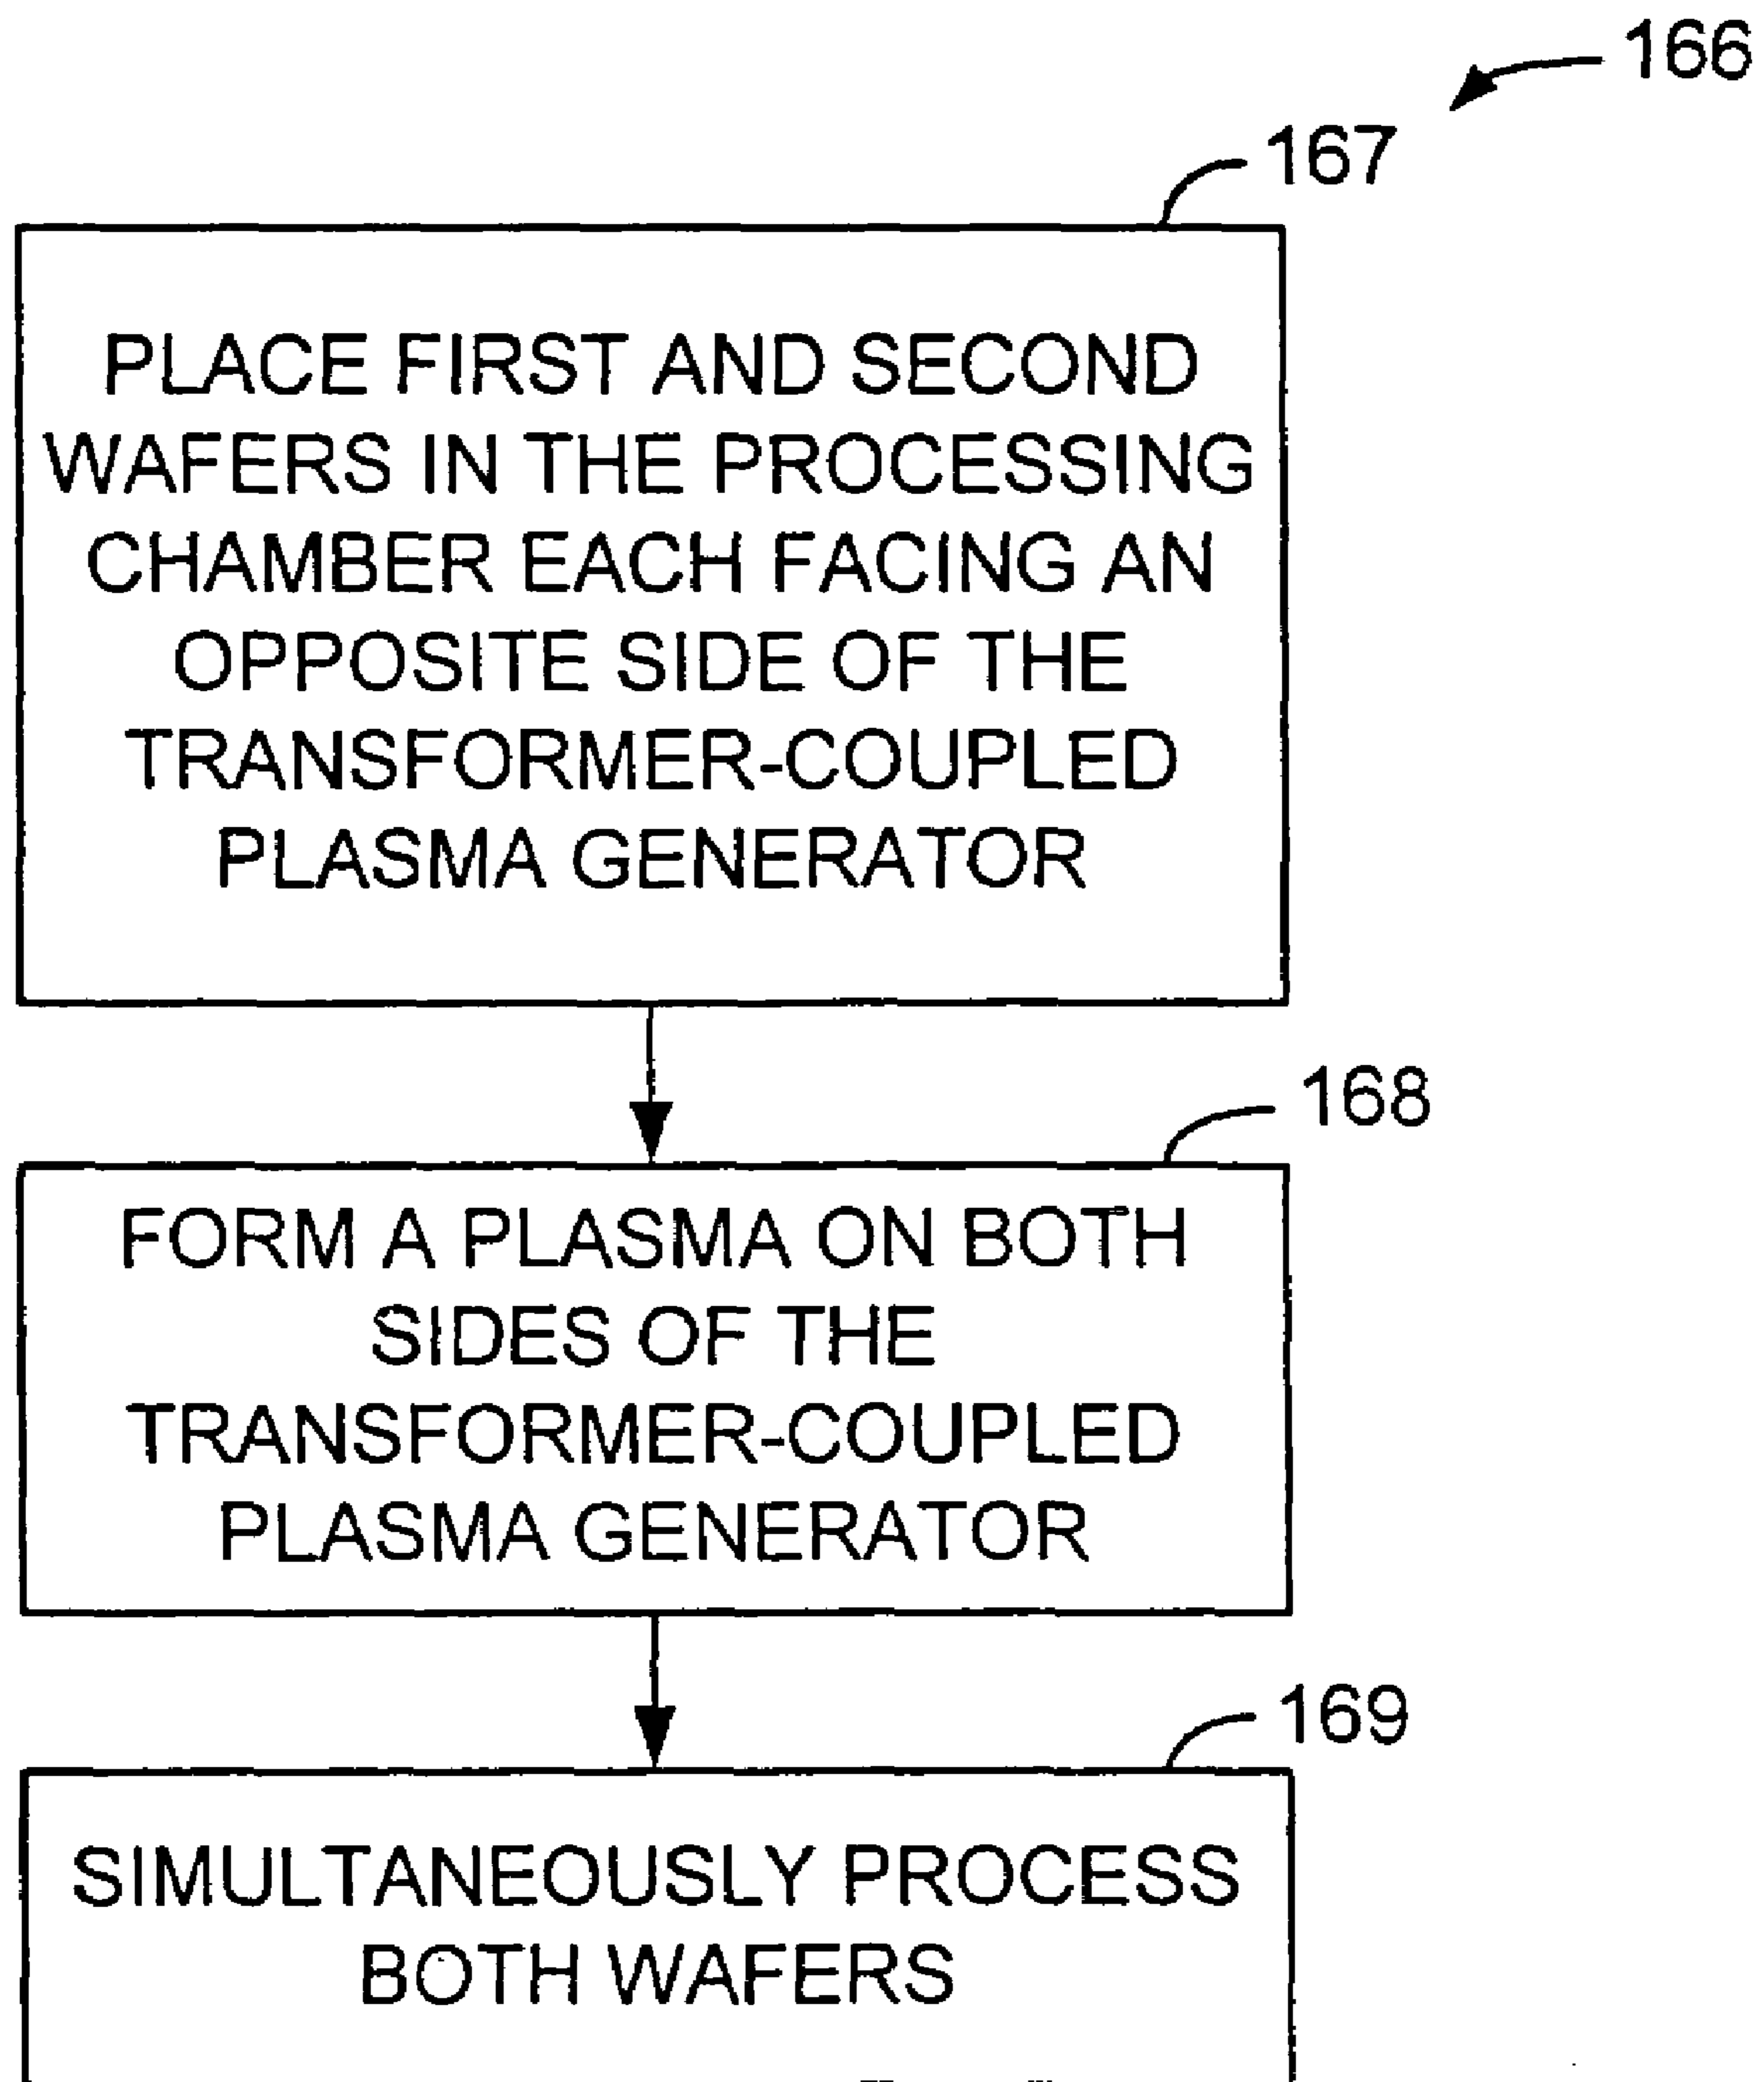 166
167
PLACE FIRST AND SECOND
WAFERS IN THE PROCESSING
CHAMBER EACH FACING AN
OPPOSITE SIDE OF THE
TRANSFORMER-COUPLED
PLASMA GENERATOR
168
FORM A PLASMA ON BOTH
SIDES OF THE
TRANSFORMER-COUPLED
PLASMA GENERATOR
169
SIMULTANEOUSLY PROCESS
BOTH WAFERS